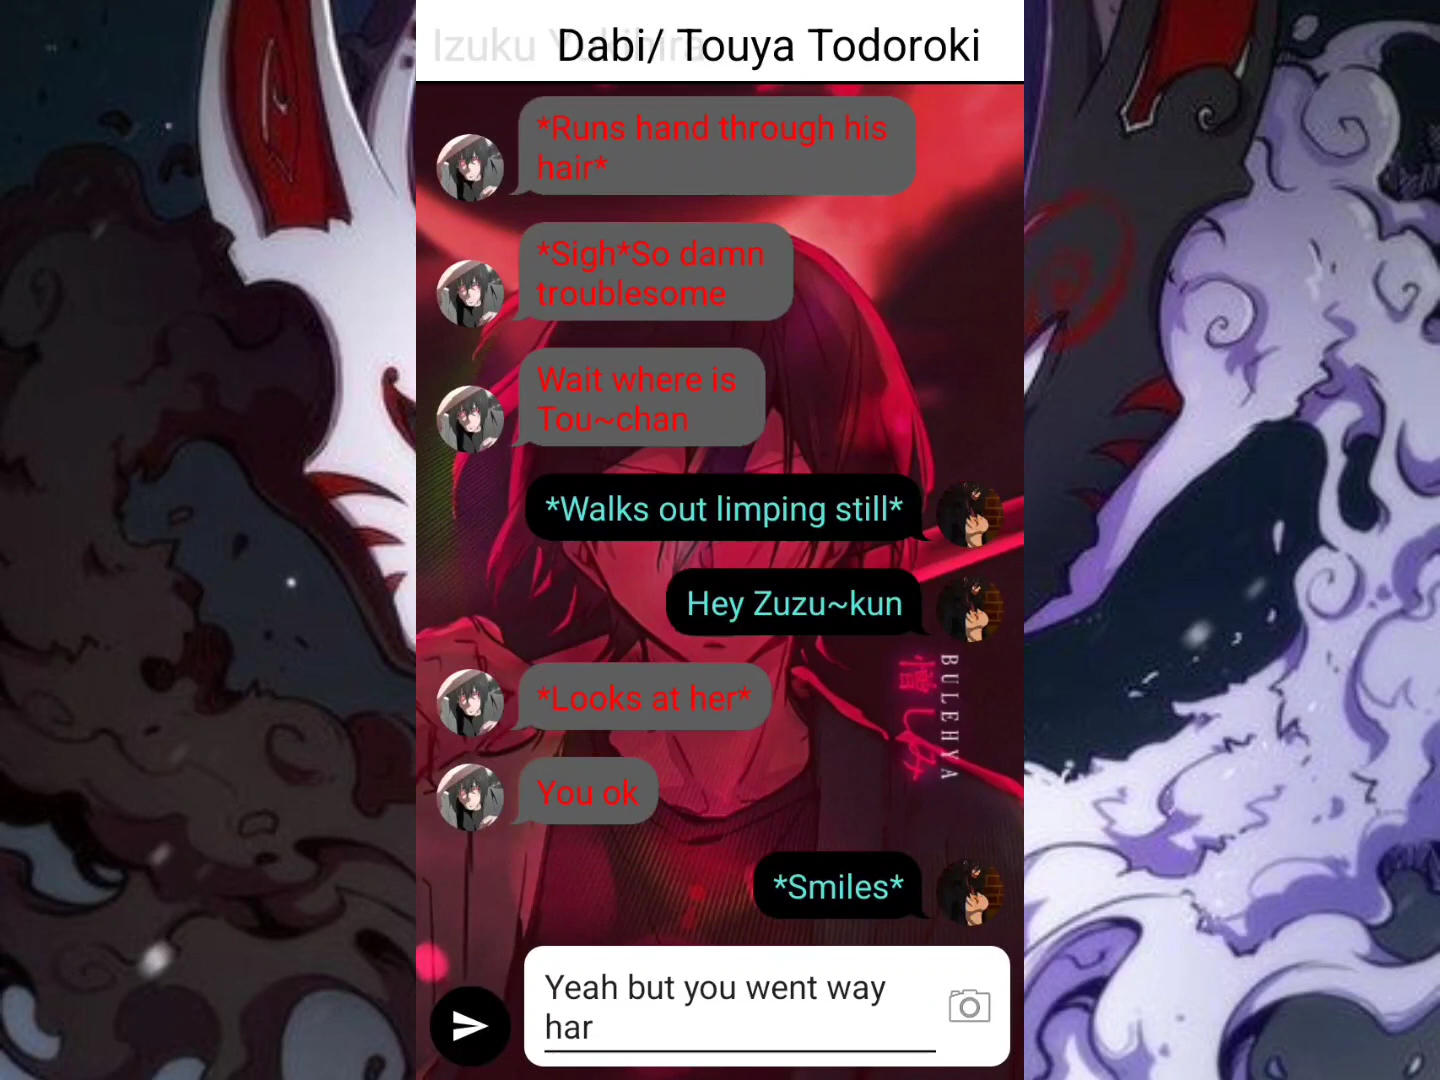 Dabi/ Touya Todoroki
*Runs hand through his
hair*
*Sigh*So damn
troublesome
Wait where is
Tou~chan
*Walks out limping still*
Hey Zuzu~kun
*Looks at her*
You ok
*Smiles*
BULEHYA
Yeah but you went way
har